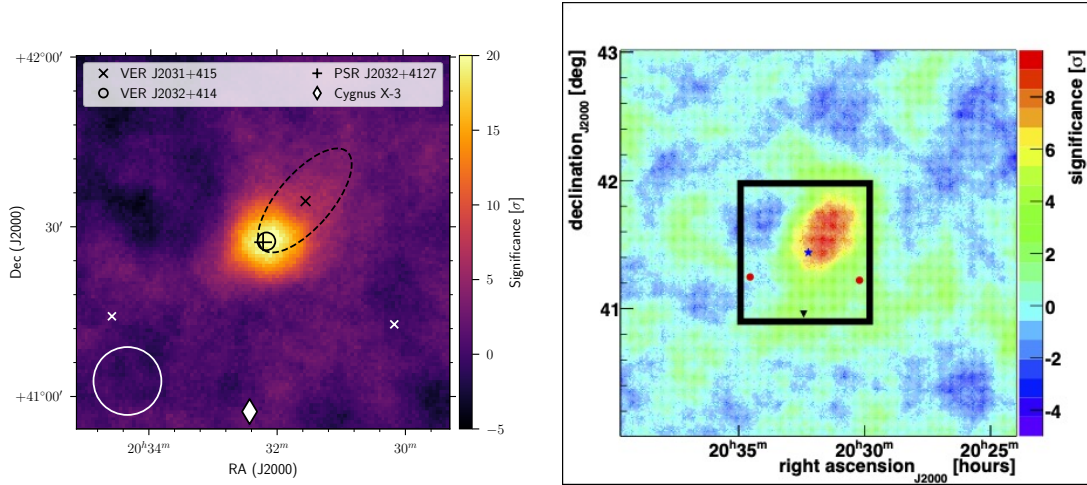 × VER J2031+415
○ VER J2032+414
+ PSR J2032+4127
◇ Cygnus X-3
+42°00′
30′
+41°00′
Dec (J2000)
20ʰ34ᵐ
32ᵐ
30ᵐ
RA (J2000)
20
15
10
5
0
−5
Significance [σ]
43
42
41
declination J2000 [deg]
20ʰ35ᵐ
20ʰ30ᵐ
20ʰ25ᵐ
right ascension J2000 [hours]
8
6
4
2
0
-2
-4
significance [σ]